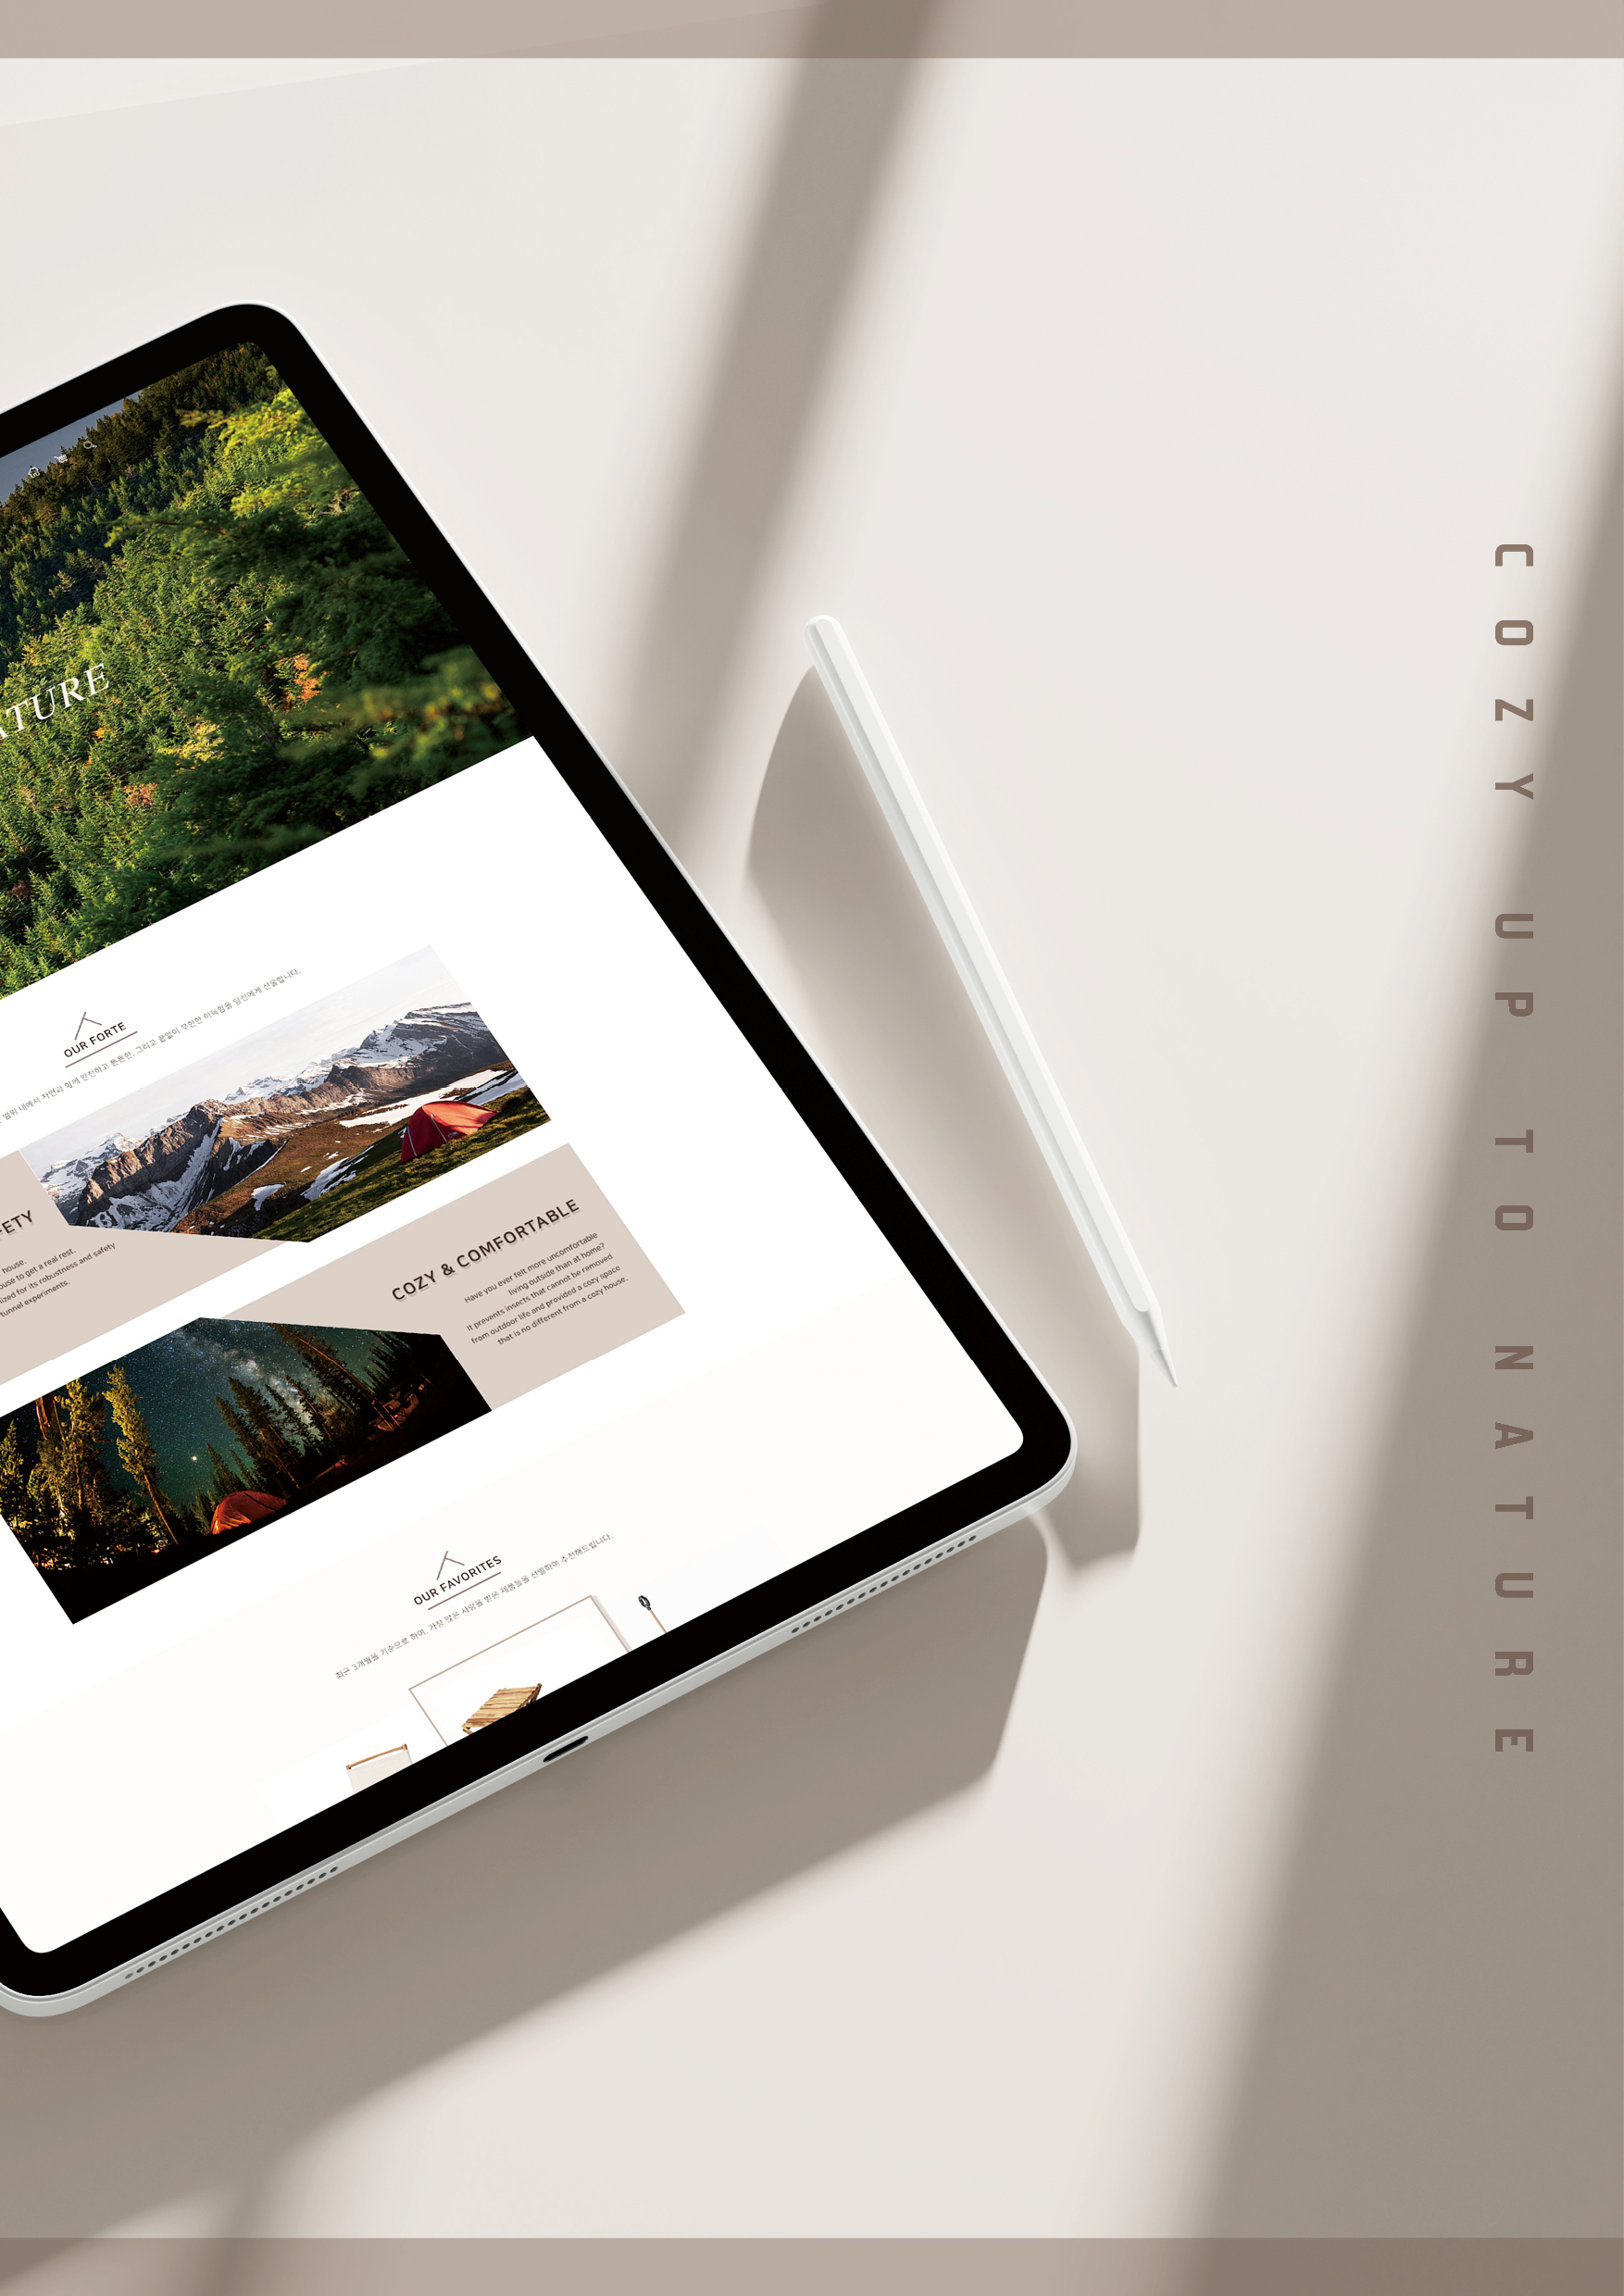 ATURE
OUR FORTE
범위 내에서 자연과 함께 안전하고 튼튼한, 그리고 끝없이 무한한 아늑함을 당신에게 선물합니다.
FETY
house.
ouse to get a real rest.
ized for its robustness and safety
tunnel experiments.
COZY & COMFORTABLE
Have you ever felt more uncomfortable
living outside than at home?
It prevents insects that cannot be removed
from outdoor life and provided a cozy space
that is no different from a cozy house.
OUR FAVORITES
최근 3개월을 기준으로 하여, 가장 많은 사랑을 받은 제품들을 선별하여 추천해드립니다.
COZY UP TO NATURE